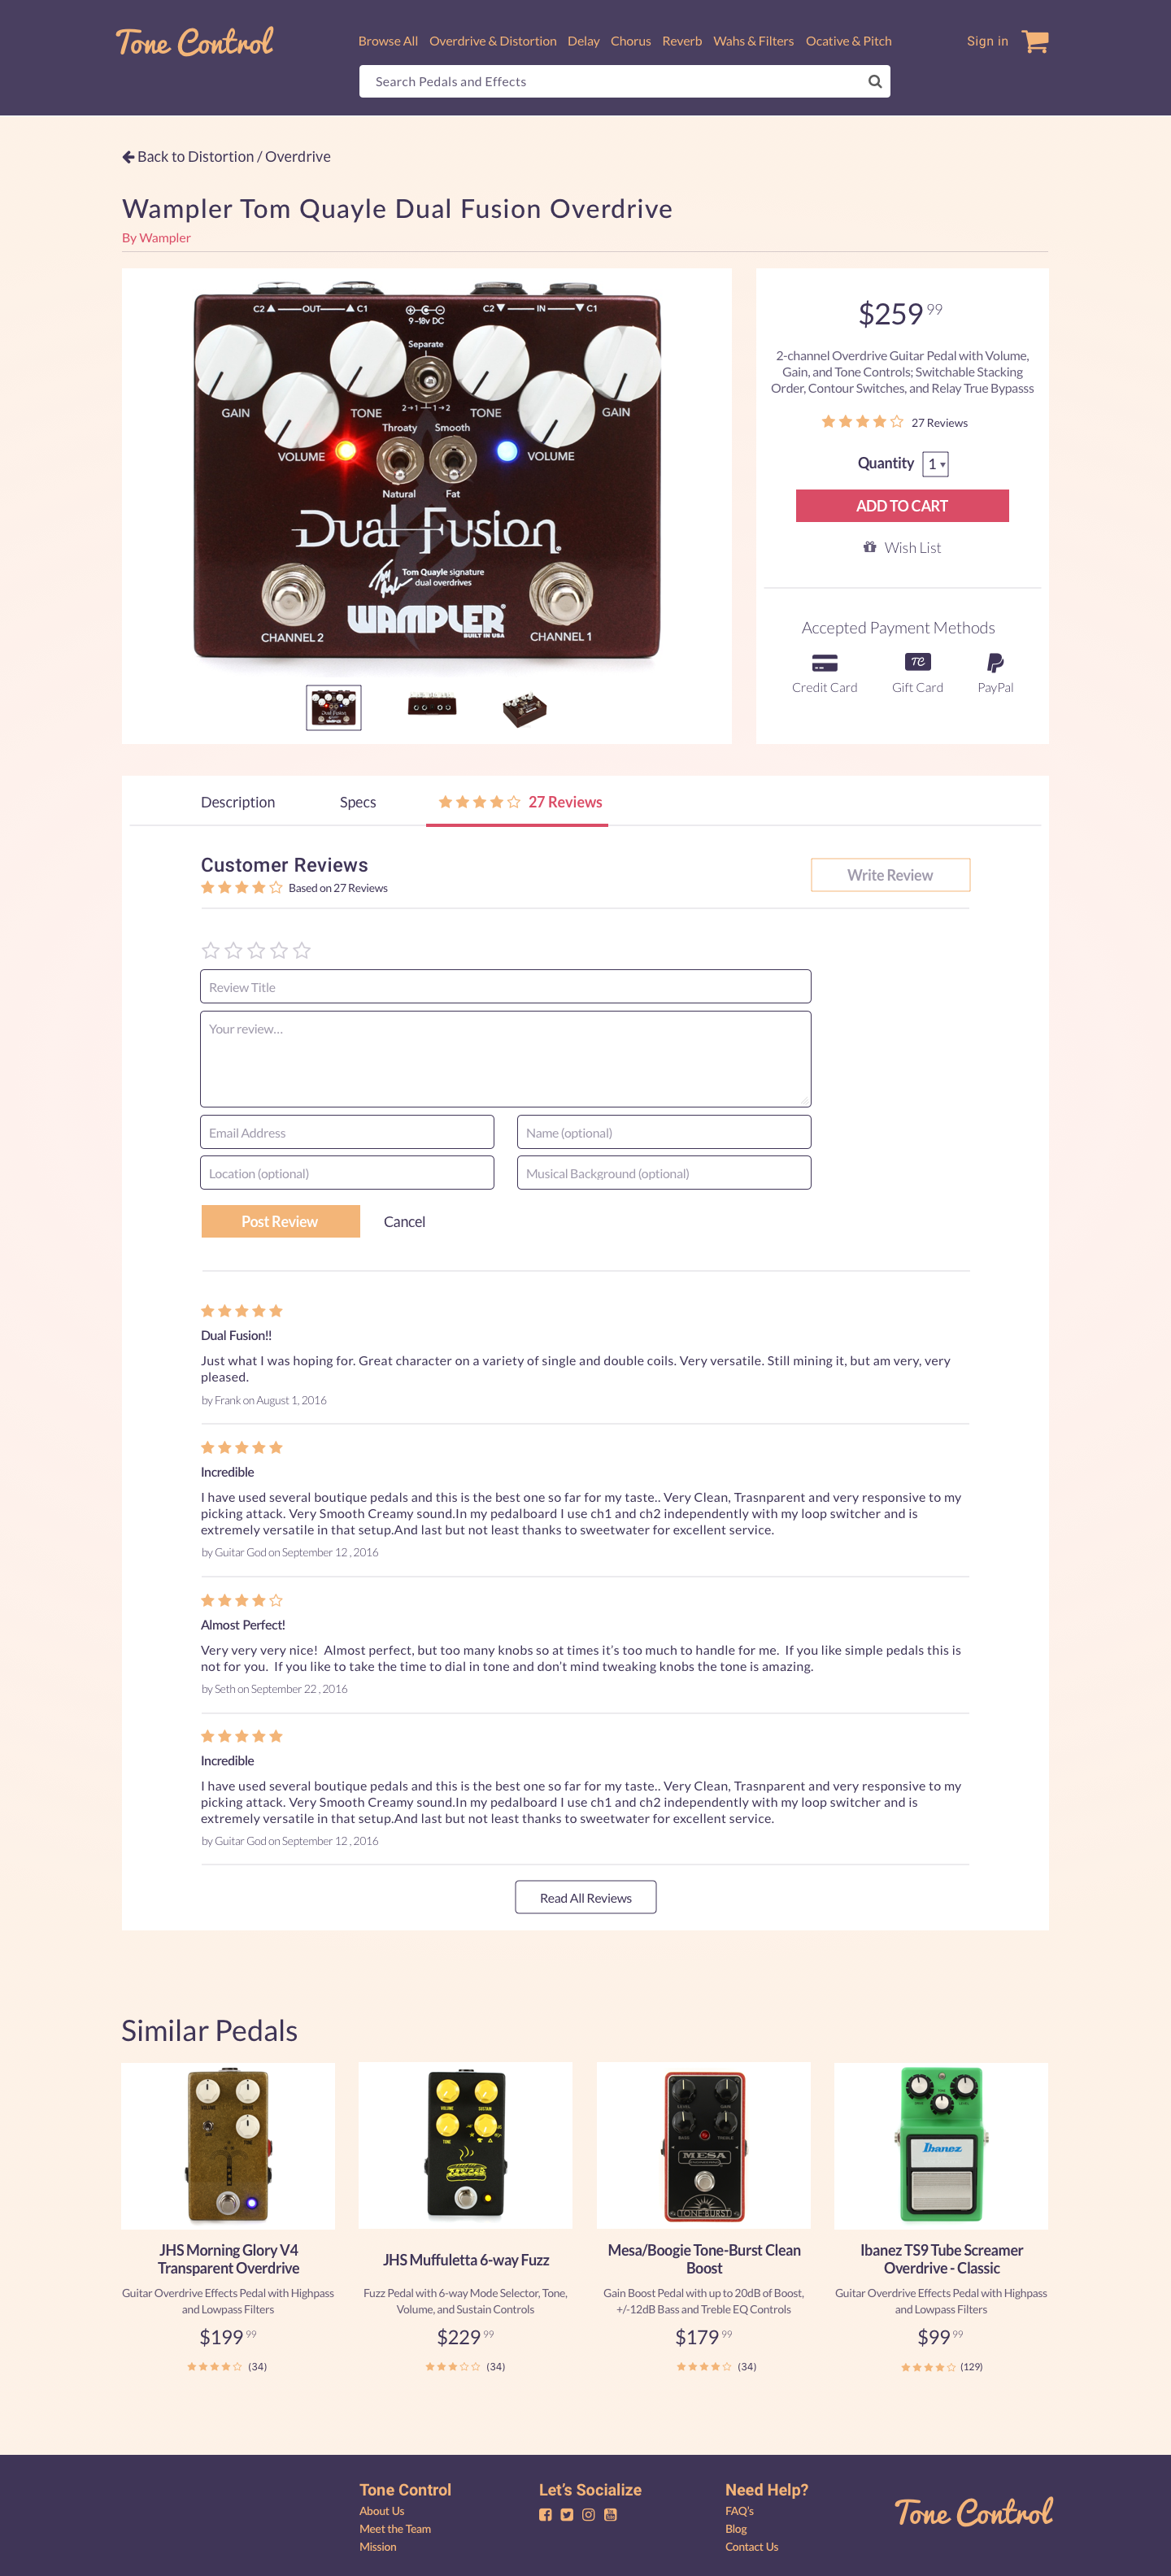 Tone Control
Browse All Overdrive & Distortion Delay Chorus Reverb Wahs & Filters Ocative & Pitch
Sign in
Search Pedals and Effects
Back to Distortion / Overdrive
Wampler Tom Quayle Dual Fusion Overdrive
By Wampler
C2 ▲ OUT ▲ C1
9-18v DC
C2 ▼ IN ▼ C1
Separate
2→1 1→2
GAIN TONE TONE GAIN
Throaty Smooth
VOLUME VOLUME
Natural Fat
Dual Fusion
Tom Quayle signature
dual overdrives
WAMPLER
BUILT IN USA
CHANNEL 2 CHANNEL 1
$259 99
2-channel Overdrive Guitar Pedal with Volume,
Gain, and Tone Controls; Switchable Stacking
Order, Contour Switches, and Relay True Bypasss
27 Reviews
Quantity 1
ADD TO CART
Wish List
Accepted Payment Methods
TC
Credit Card Gift Card PayPal
Description Specs 27 Reviews
Customer Reviews
Based on 27 Reviews
Write Review
Review Title
Your review...
Email Address Name (optional)
Location (optional) Musical Background (optional)
Post Review Cancel
Dual Fusion!!
Just what I was hoping for. Great character on a variety of single and double coils. Very versatile. Still mining it, but am very, very
pleased.
by Frank on August 1, 2016
Incredible
I have used several boutique pedals and this is the best one so far for my taste.. Very Clean, Trasnparent and very responsive to my
picking attack. Very Smooth Creamy sound.In my pedalboard I use ch1 and ch2 independently with my loop switcher and is
extremely versatile in that setup.And last but not least thanks to sweetwater for excellent service.
by Guitar God on September 12 , 2016
Almost Perfect!
Very very very nice! Almost perfect, but too many knobs so at times it's too much to handle for me. If you like simple pedals this is
not for you. If you like to take the time to dial in tone and don't mind tweaking knobs the tone is amazing.
by Seth on September 22 , 2016
Incredible
I have used several boutique pedals and this is the best one so far for my taste.. Very Clean, Trasnparent and very responsive to my
picking attack. Very Smooth Creamy sound.In my pedalboard I use ch1 and ch2 independently with my loop switcher and is
extremely versatile in that setup.And last but not least thanks to sweetwater for excellent service.
by Guitar God on September 12 , 2016
Read All Reviews
Similar Pedals
VOLUME SUSTAIN
TONE
LEVEL GAIN
BASS TREBLE
MESA
TONE-BURST
Ibanez
JHS Morning Glory V4
Transparent Overdrive
Guitar Overdrive Effects Pedal with Highpass
and Lowpass Filters
$199 99
(34)
JHS Muffuletta 6-way Fuzz
Fuzz Pedal with 6-way Mode Selector, Tone,
Volume, and Sustain Controls
$229 99
(34)
Mesa/Boogie Tone-Burst Clean
Boost
Gain Boost Pedal with up to 20dB of Boost,
+/-12dB Bass and Treble EQ Controls
$179 99
(34)
Ibanez TS9 Tube Screamer
Overdrive - Classic
Guitar Overdrive Effects Pedal with Highpass
and Lowpass Filters
$99 99
(129)
Tone Control
About Us
Meet the Team
Mission
Let's Socialize
Need Help?
FAQ's
Blog
Contact Us
Tone Control